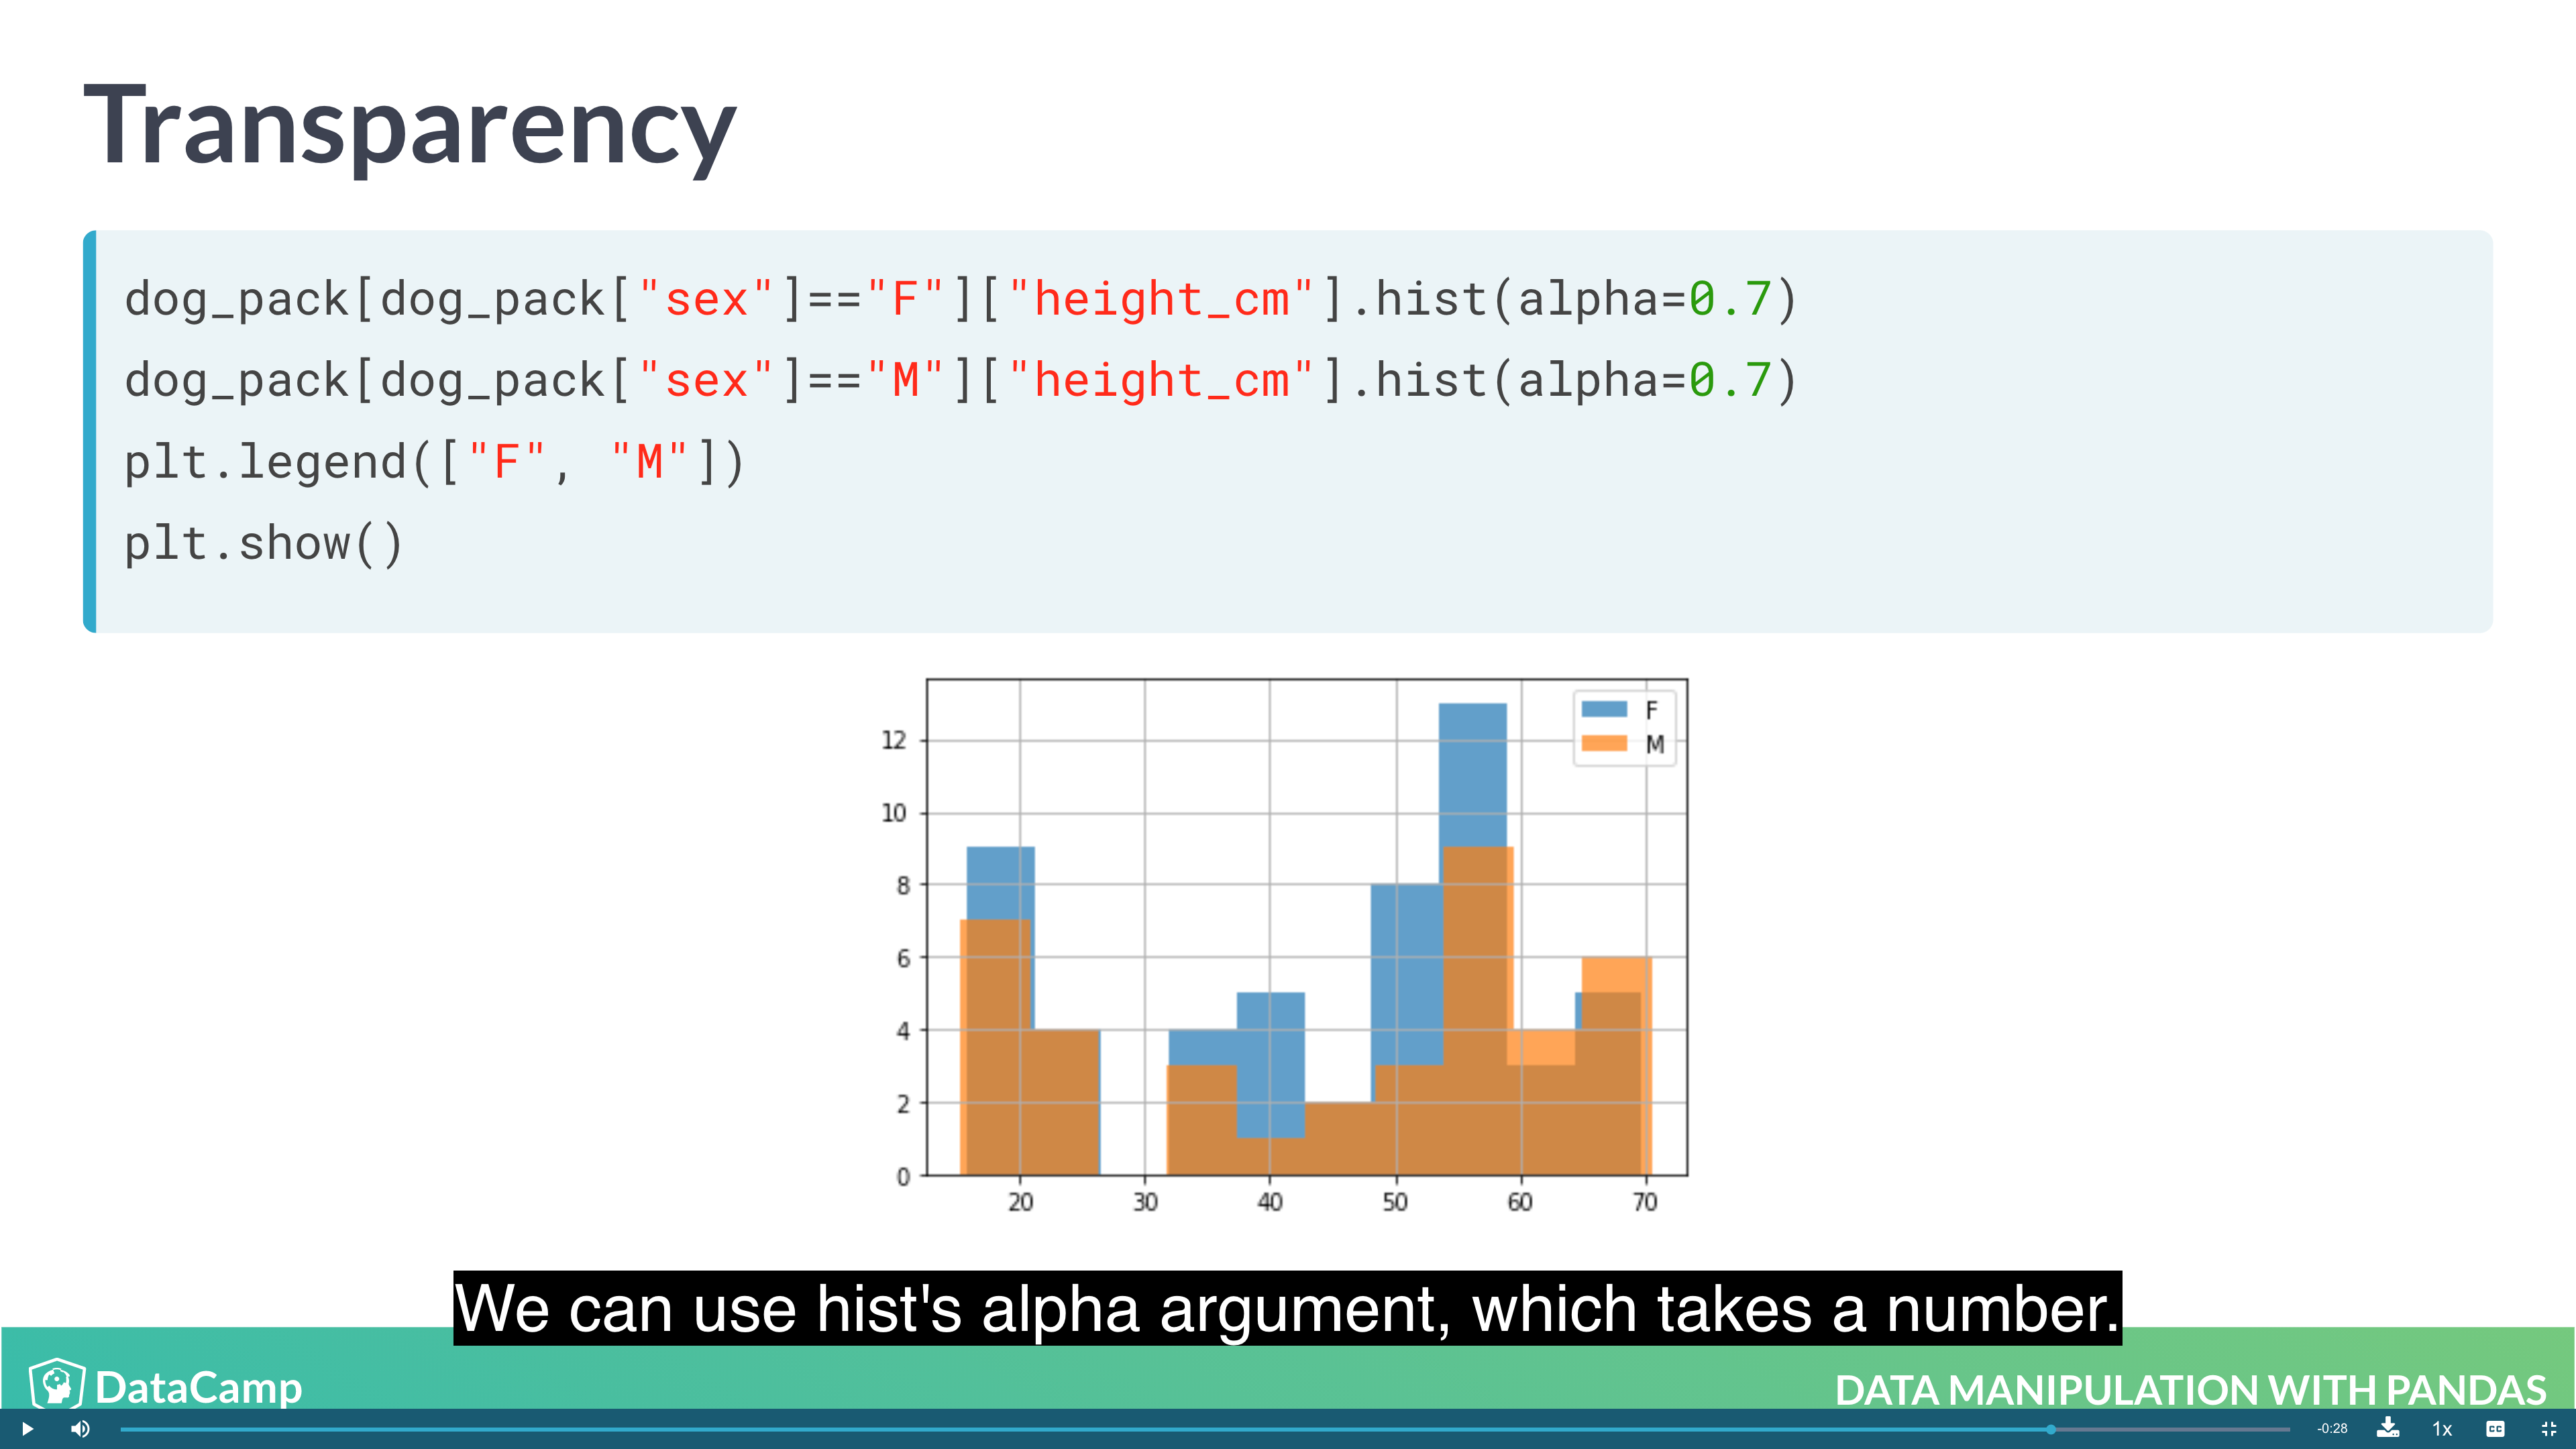 Transparency
dog_pack[dog_pack["sex"]=="F"]["height_cm"].hist(alpha=0.7)
dog_pack[dog_pack["sex"]=="M"]["height_cm"].hist(alpha=0.7)
plt.legend(["F", "M"])
plt.show()
F
M
12
10
8
6
4
2
0
20 30 40 50 60 70
We can use hist's alpha argument, which takes a number.
DataCamp
DATA MANIPULATION WITH PANDAS
-0:28
1x
CC